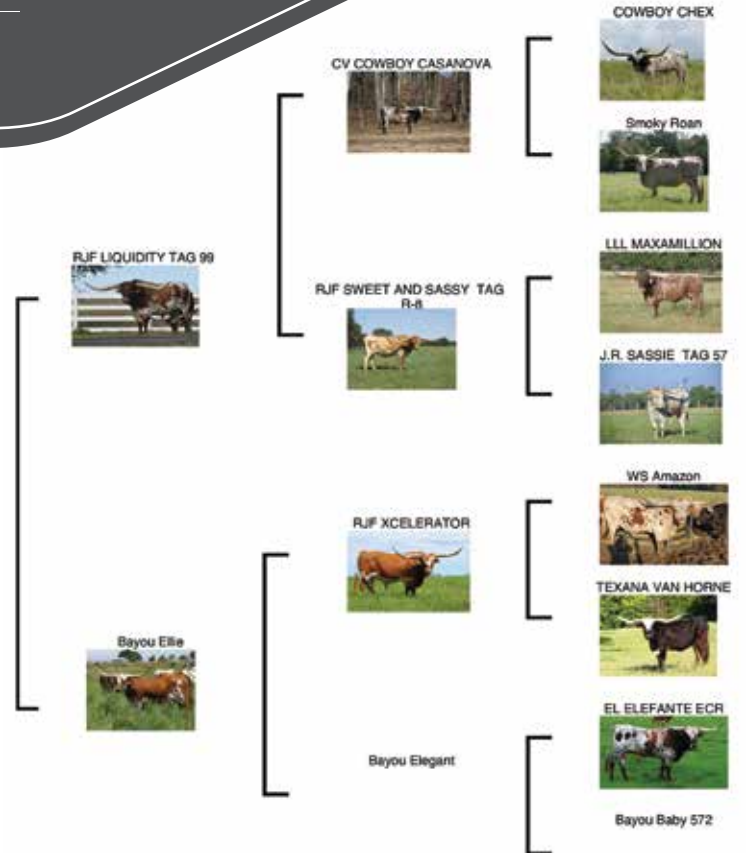 COWBOY CHEX
CV COWBOY CASANOVA
Smoky Roan
RJF LIQUIDITY TAG 99
LLL MAXAMILLION
RJF SWEET AND SASSY TAG
R-8
J.R. SASSIE TAG 57
WS Amazon
RJF XCELERATOR
TEXANA VAN HORNE
Bayou Ellie
EL ELEFANTE ECR
Bayou Elegant
Bayou Baby 572